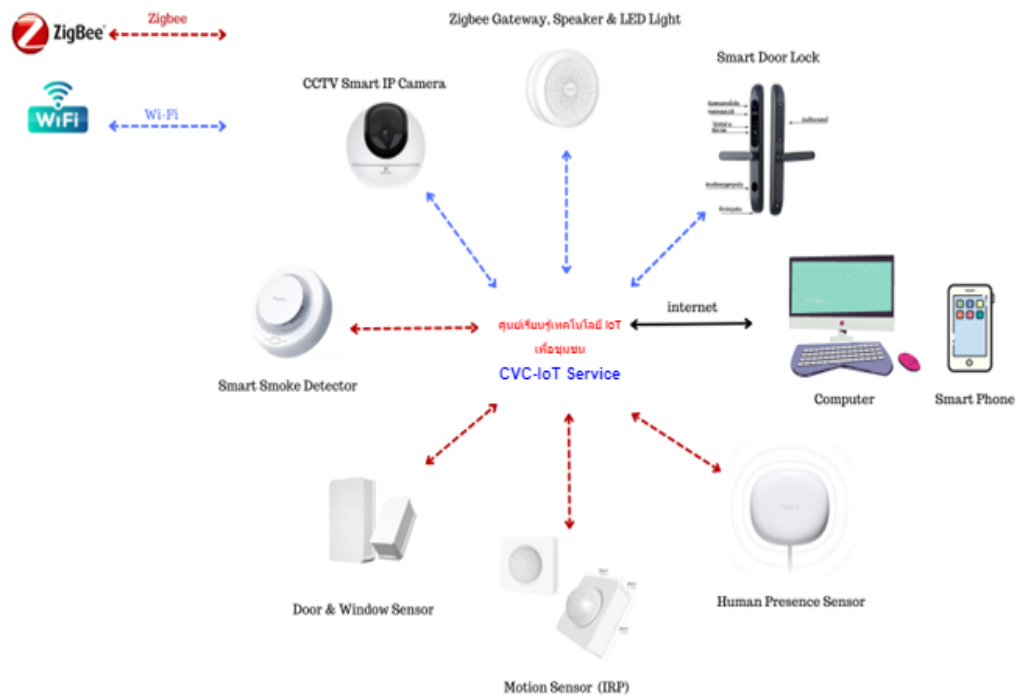 ZigBee
Zigbee
Zigbee Gateway, Speaker & LED Light
Smart Door Lock
CCTV Smart IP Camera
WiFi
Wi-Fi
internet
ศูนย์เรียนรู้เทคโนโลยี IoT
เพื่อชุมชน
CVC-IoT Service
Smart Smoke Detector
Computer
Smart Phone
Door & Window Sensor
Human Presence Sensor
Motion Sensor (IRP)